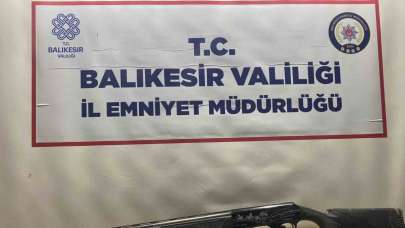 T.C.
BALIKESİR
VALİLİĞİ
T.C.
BALIKESİR VALİLİĞİ
İL EMNİYET MÜDÜRLÜĞÜ